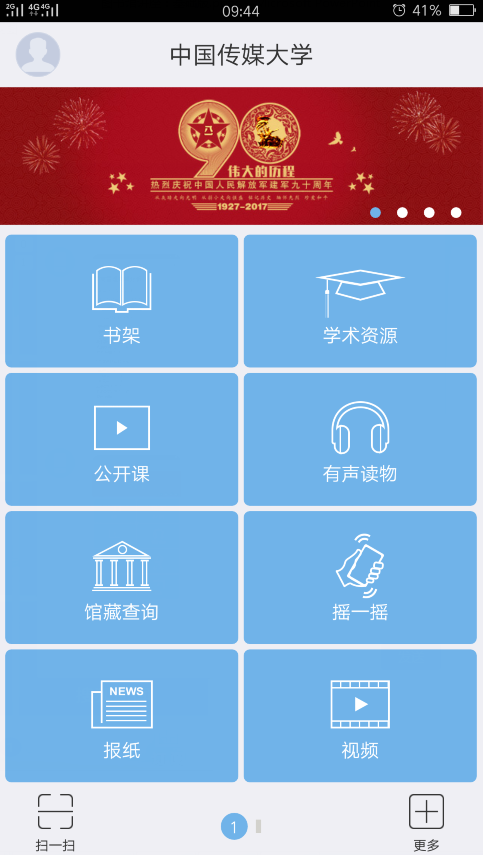 2G 4G 4G 09:44 41%
中国传媒大学
90
伟大的历程
热烈庆祝中国人民解放军建军九十周年
1927-2017
书架 学术资源
公开课 有声读物
馆藏查询 摇一摇
NEWS
报纸 视频
1
扫一扫 更多